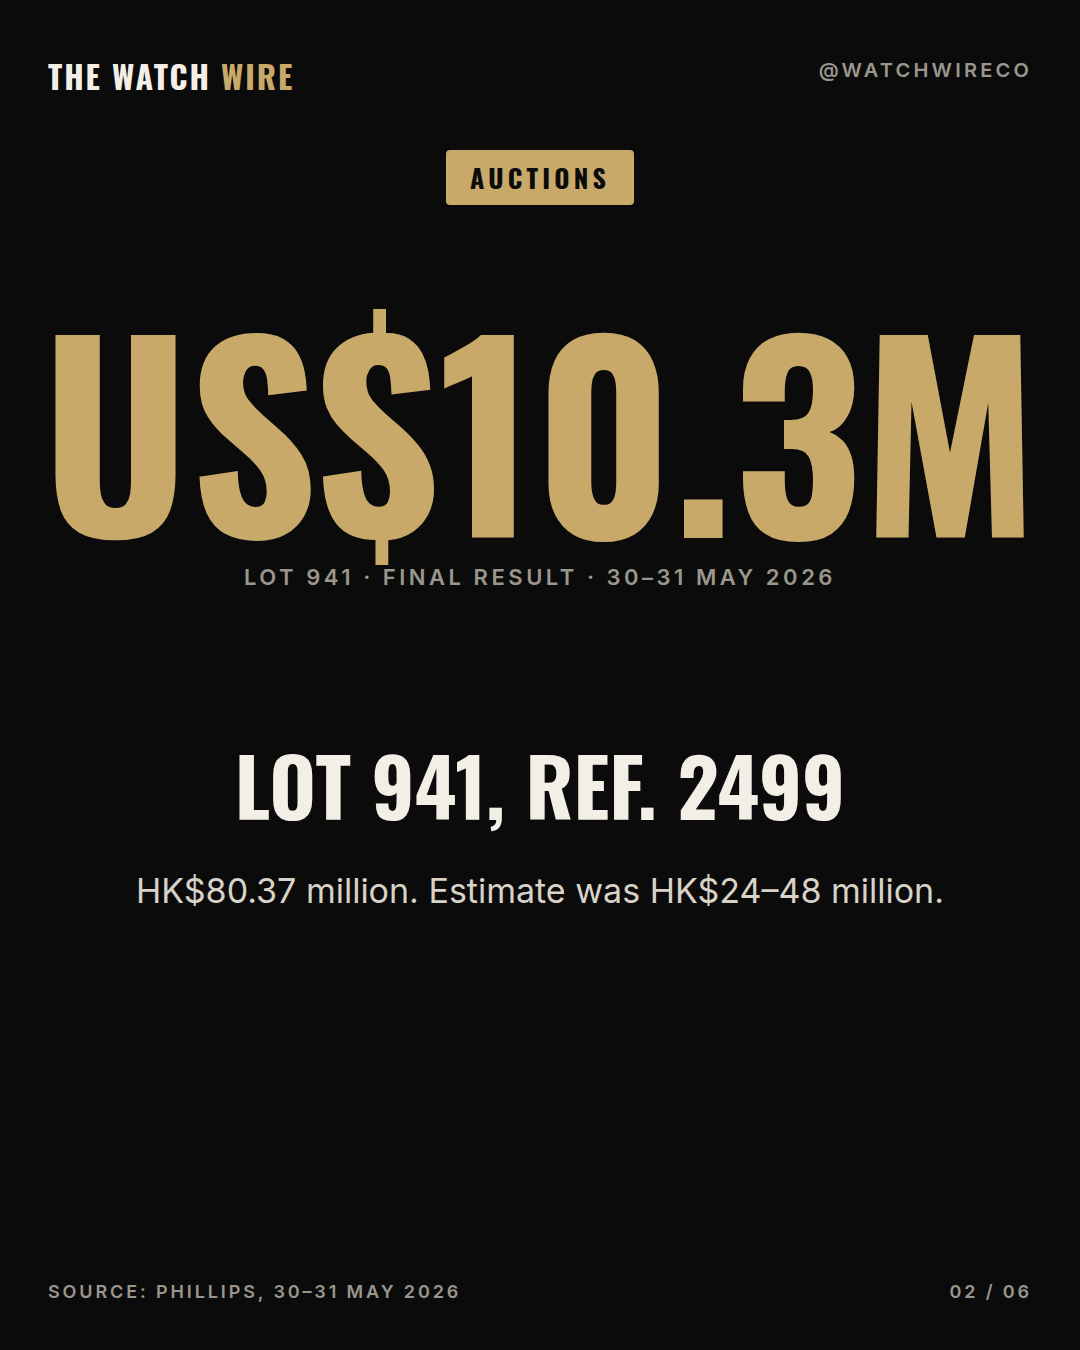 THE WATCH WIRE
@WATCHWIRECO
AUCTIONS
US$10.3M
LOT 941 · FINAL RESULT · 30–31 MAY 2026
LOT 941, REF. 2499
HK$80.37 million. Estimate was HK$24–48 million.
SOURCE: PHILLIPS, 30–31 MAY 2026
02 / 06